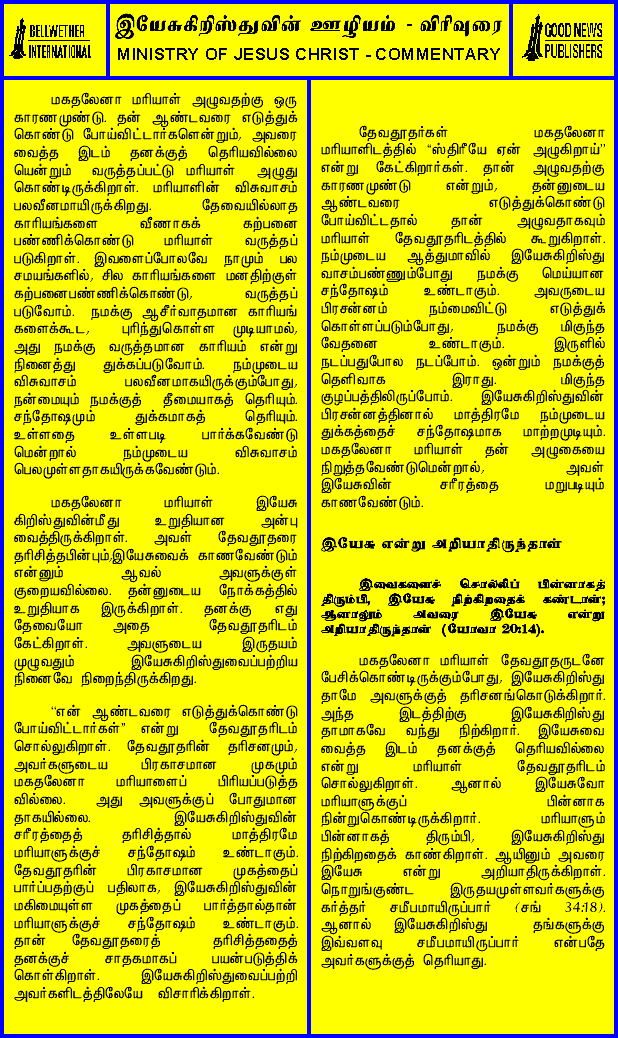 BELLWETHER
INTERNATIONAL
இயேசுகிறிஸ்துவின் ஊழியம் - விரிவுரை
MINISTRY OF JESUS CHRIST - COMMENTARY
GOOD NEWS
PUBLISHERS
மகதலேனா மரியாள் அழுவதற்கு ஒரு
காரணமுண்டு. தன் ஆண்டவரை எடுத்துக்
கொண்டு போய்விட்டார்களென்றும், அவரை
வைத்த இடம் தனக்குத் தெரியவில்லை
யென்றும் வருத்தப்பட்டு மரியாள் அழுது
கொண்டிருக்கிறாள். மரியாளின் விசுவாசம்
பலவீனமாயிருக்கிறது. தேவையில்லாத
காரியங்களை வீணாகக் கற்பனை
பண்ணிக்கொண்டு மரியாள் வருத்தப்
படுகிறாள். இவளைப்போலவே நாமும் பல
சமயங்களில், சில காரியங்களை மனதிற்குள்
கற்பனைபண்ணிக்கொண்டு, வருத்தப்
படுவோம். நமக்கு ஆசீர்வாதமான காரியங்
களைக்கூட, புரிந்துகொள்ள முடியாமல்,
அது நமக்கு வருத்தமான காரியம் என்று
நினைத்து துக்கப்படுவோம். நம்முடைய
விசுவாசம் பலவீனமாகயிருக்கும்போது,
நன்மையும் நமக்குத் தீமையாகத் தெரியும்.
சந்தோஷமும் துக்கமாகத் தெரியும்.
உள்ளதை உள்ளபடி பார்க்கவேண்டு
மென்றால் நம்முடைய விசுவாசம்
பெலமுள்ளதாகயிருக்கவேண்டும்.
மகதலேனா மரியாள் இயேசு
கிறிஸ்துவின்மீது உறுதியான அன்பு
வைத்திருக்கிறாள். அவள் தேவதூதரை
தரிசித்தபின்பும்,இயேசுவைக் காணவேண்டும்
என்னும் ஆவல் அவளுக்குள்
குறையவில்லை. தன்னுடைய நோக்கத்தில்
உறுதியாக இருக்கிறாள். தனக்கு எது
தேவையோ அதை தேவதூதரிடம்
கேட்கிறாள். அவளுடைய இருதயம்
முழுவதும் இயேசுகிறிஸ்துவைப்பற்றிய
நினைவே நிறைந்திருக்கிறது.
“என் ஆண்டவரை எடுத்துக்கொண்டு
போய்விட்டார்கள்” என்று தேவதூதரிடம்
சொல்லுகிறாள். தேவதூதரின் தரிசனமும்,
அவர்களுடைய பிரகாசமான முகமும்
மகதலேனா மரியாளைப் பிரியப்படுத்த
வில்லை. அது அவளுக்குப் போதுமான
தாகயில்லை. இயேசுகிறிஸ்துவின்
சரீரத்தைத் தரிசித்தால் மாத்திரமே
மரியாளுக்குச் சந்தோஷம் உண்டாகும்.
தேவதூதரின் பிரகாசமான முகத்தைப்
பார்ப்பதற்குப் பதிலாக, இயேசுகிறிஸ்துவின்
மகிமையுள்ள முகத்தைப் பார்த்தால்தான்
மரியாளுக்குச் சந்தோஷம் உண்டாகும்.
தான் தேவதூதரைத் தரிசித்ததைத்
தனக்குச் சாதகமாகப் பயன்படுத்திக்
கொள்கிறாள். இயேசுகிறிஸ்துவைப்பற்றி
அவர்களிடத்திலேயே விசாரிக்கிறாள்.
தேவதூதர்கள் மகதலேனா
மரியாளிடத்தில் “ஸ்திரீயே ஏன் அழுகிறாய்”
என்று கேட்கிறார்கள். தான் அழுவதற்கு
காரணமுண்டு என்றும், தன்னுடைய
ஆண்டவரை எடுத்துக்கொண்டு
போய்விட்டதால் தான் அழுவதாகவும்
மரியாள் தேவதூதரிடத்தில் கூறுகிறாள்.
நம்முடைய ஆத்துமாவில் இயேசுகிறிஸ்து
வாசம்பண்ணும்போது நமக்கு மெய்யான
சந்தோஷம் உண்டாகும். அவருடைய
பிரசன்னம் நம்மைவிட்டு எடுத்துக்
கொள்ளப்படும்போது, நமக்கு மிகுந்த
வேதனை உண்டாகும். இருளில்
நடப்பதுபோல நடப்போம். ஒன்றும் நமக்குத்
தெளிவாக இராது. மிகுந்த
குழப்பத்திலிருப்போம். இயேசுகிறிஸ்துவின்
பிரசன்னத்தினால் மாத்திரமே நம்முடைய
துக்கத்தைச் சந்தோஷமாக மாற்றமுடியும்.
மகதலேனா மரியாள் தன் அழுகையை
நிறுத்தவேண்டுமென்றால், அவள்
இயேசுவின் சரீரத்தை மறுபடியும்
காணவேண்டும்.
இயேசு என்று அறியாதிருந்தாள்
இவைகளைச் சொல்லிப் பின்னாகத்
திரும்பி, இயேசு நிற்கிறதைக் கண்டாள்;
ஆனாலும் அவரை இயேசு என்று
அறியாதிருந்தாள் (யோவா 20:14).
மகதலேனா மரியாள் தேவதூதருடனே
பேசிக்கொண்டிருக்கும்போது, இயேசுகிறிஸ்து
தாமே அவளுக்குத் தரிசனங்கொடுக்கிறார்.
அந்த இடத்திற்கு இயேசுகிறிஸ்து
தாமாகவே வந்து நிற்கிறார். இயேசுவை
வைத்த இடம் தனக்குத் தெரியவில்லை
என்று மரியாள் தேவதூதரிடம்
சொல்லுகிறாள். ஆனால் இயேசுவோ
மரியாளுக்குப் பின்னாக
நின்றுகொண்டிருக்கிறார். மரியாளும்
பின்னாகத் திரும்பி, இயேசுகிறிஸ்து
நிற்கிறதைக் காண்கிறாள். ஆயினும் அவரை
இயேசு என்று அறியாதிருக்கிறாள்.
நொறுங்குண்ட இருதயமுள்ளவர்களுக்கு
கர்த்தர் சமீபமாயிருப்பார் (சங் 34:18).
ஆனால் இயேசுகிறிஸ்து தங்களுக்கு
இவ்வளவு சமீபமாயிருப்பார் என்பதே
அவர்களுக்குத் தெரியாது.